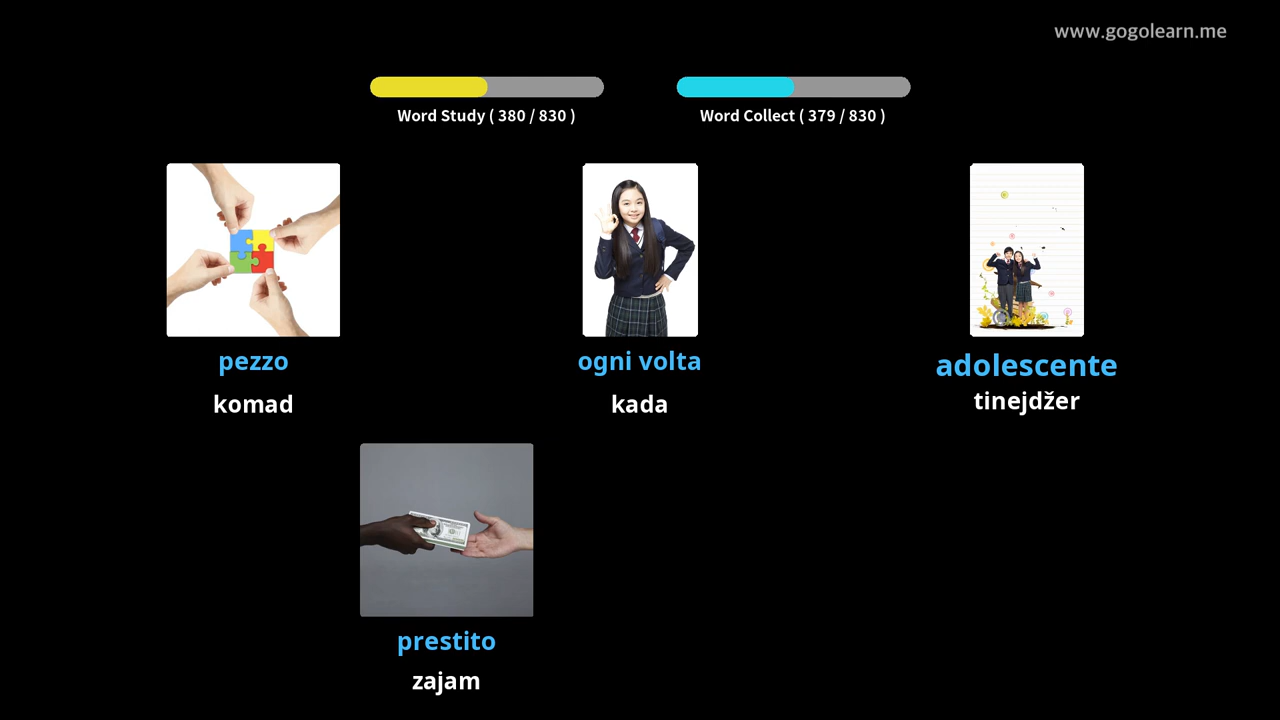 www.gogolearn.me
Word Study ( 380 / 830 )
Word Collect ( 379 / 830 )
pezzo
komad
ogni volta
kada
adolescente
tinejdžer
prestito
zajam